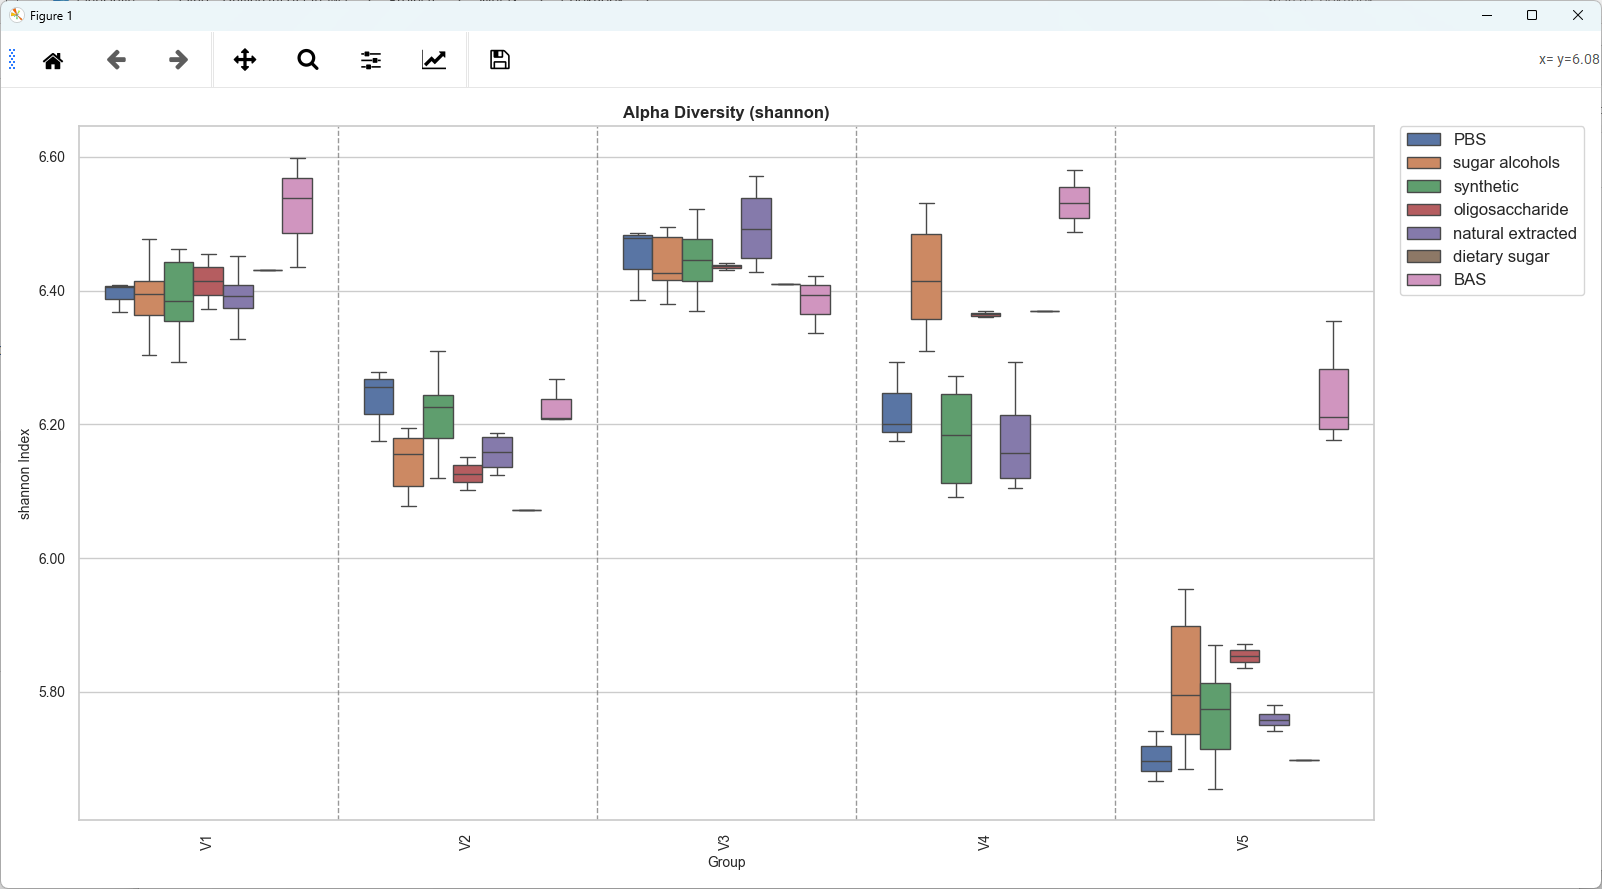 Figure 1
x= y=6.08
Alpha Diversity (shannon)
6.60
6.40
6.20
6.00
5.80
shannon Index
V1
V2
V3
V4
V5
Group
PBS
sugar alcohols
synthetic
oligosaccharide
natural extracted
dietary sugar
BAS